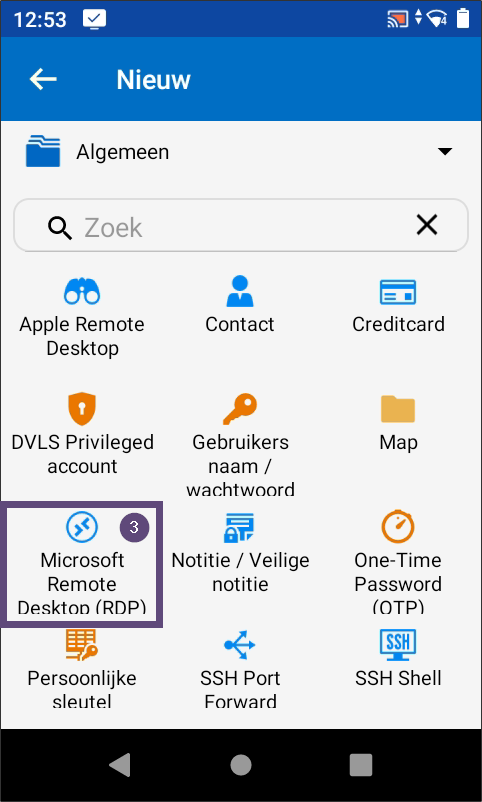 12:53
4
Nieuw
Algemeen
Zoek
Apple Remote
Desktop
Contact
Creditcard
DVLS Privileged
account
Gebruikers
naam /
wachtwoord
Map
3
Microsoft
Remote
Desktop (RDP)
Notitie / Veilige
notitie
One-Time
Password
(OTP)
Persoonlijke
sleutel
SSH Port
Forward
SSH
SSH Shell